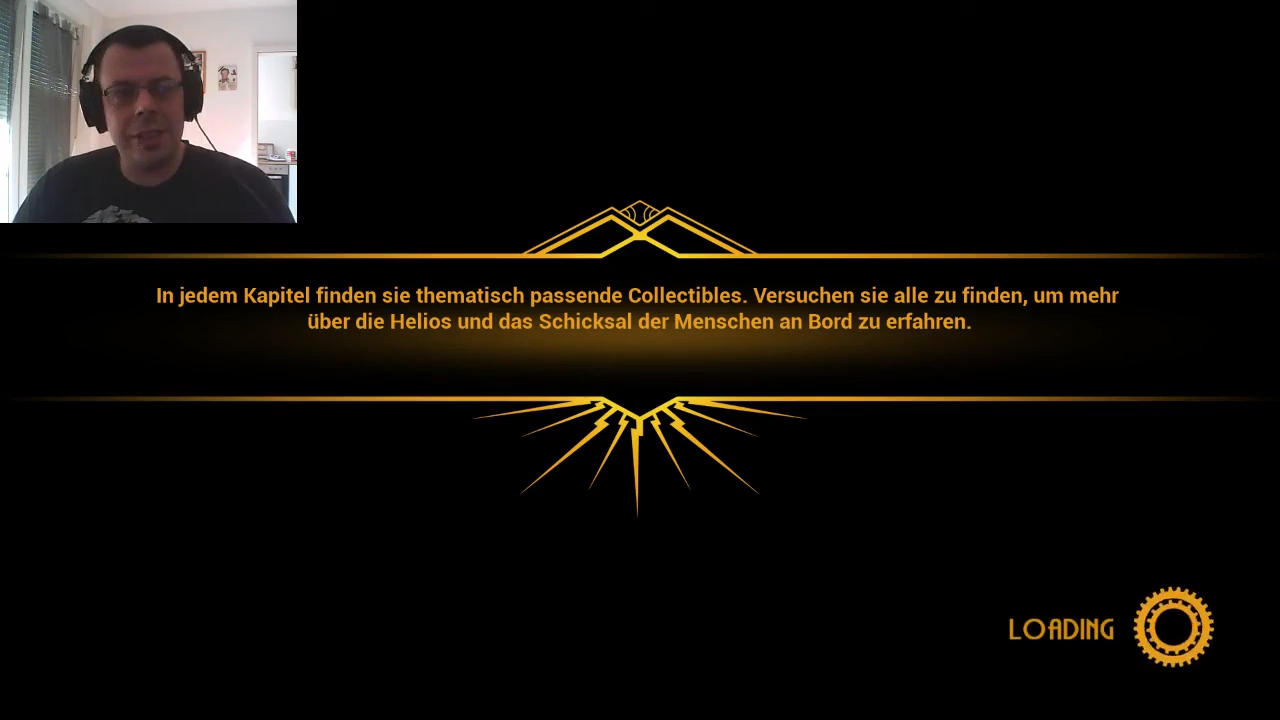 In jedem Kapitel finden sie thematisch passende Collectibles. Versuchen sie alle zu finden, um mehr
über die Helios und das Schicksal der Menschen an Bord zu erfahren.
LOADING